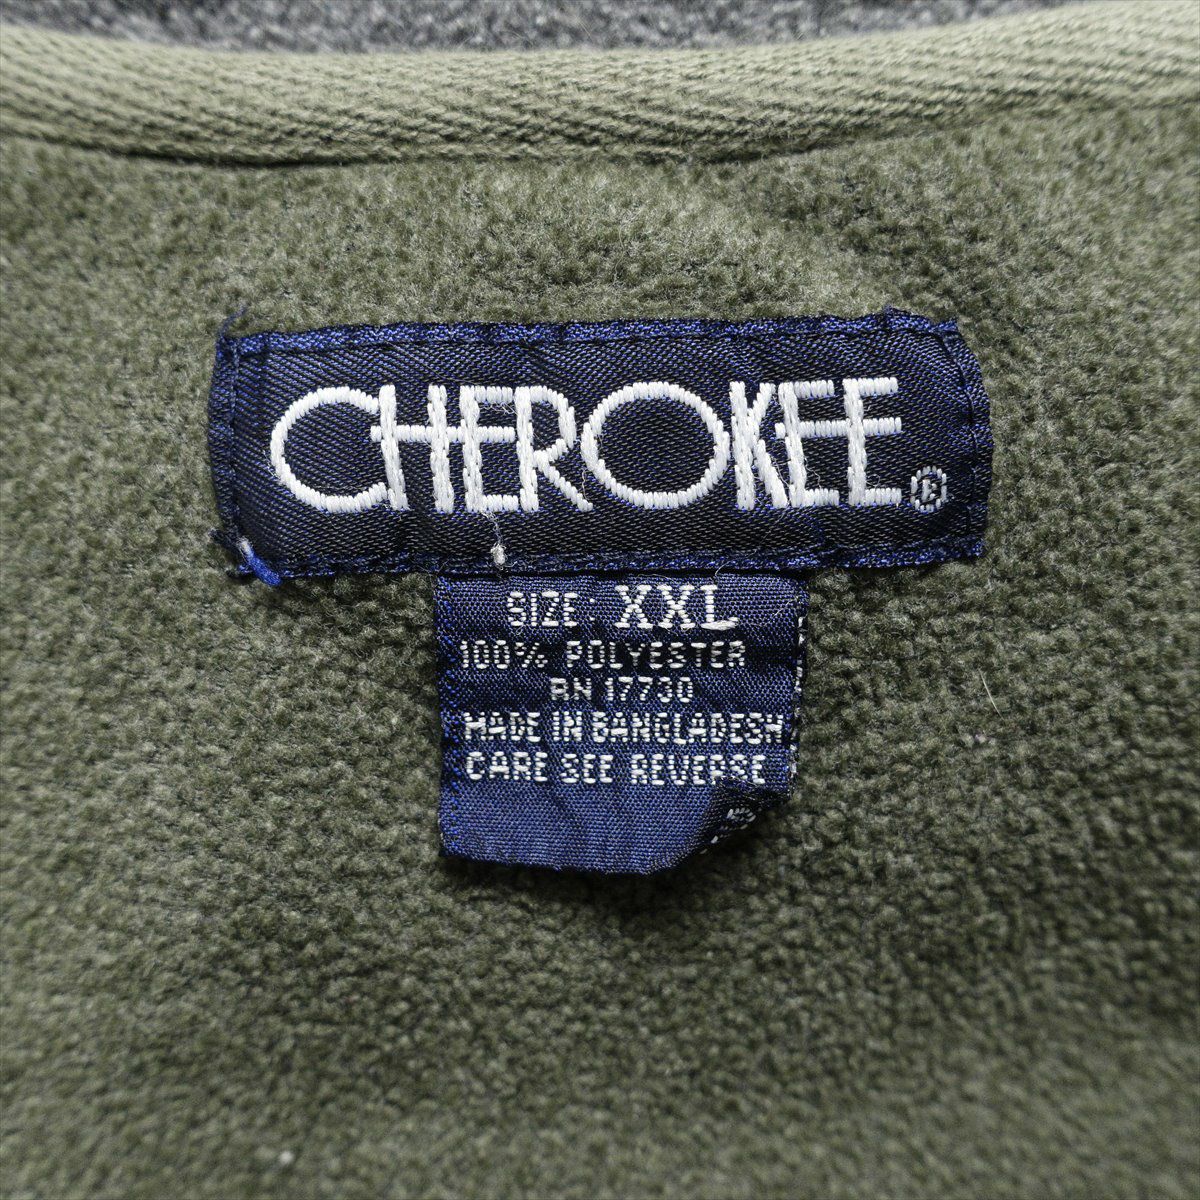 CHEROKEE®
SIZE: XXL
100% POLYESTER
RN 17730
MADE IN BANGLADESH
CARE SEE REVERSE